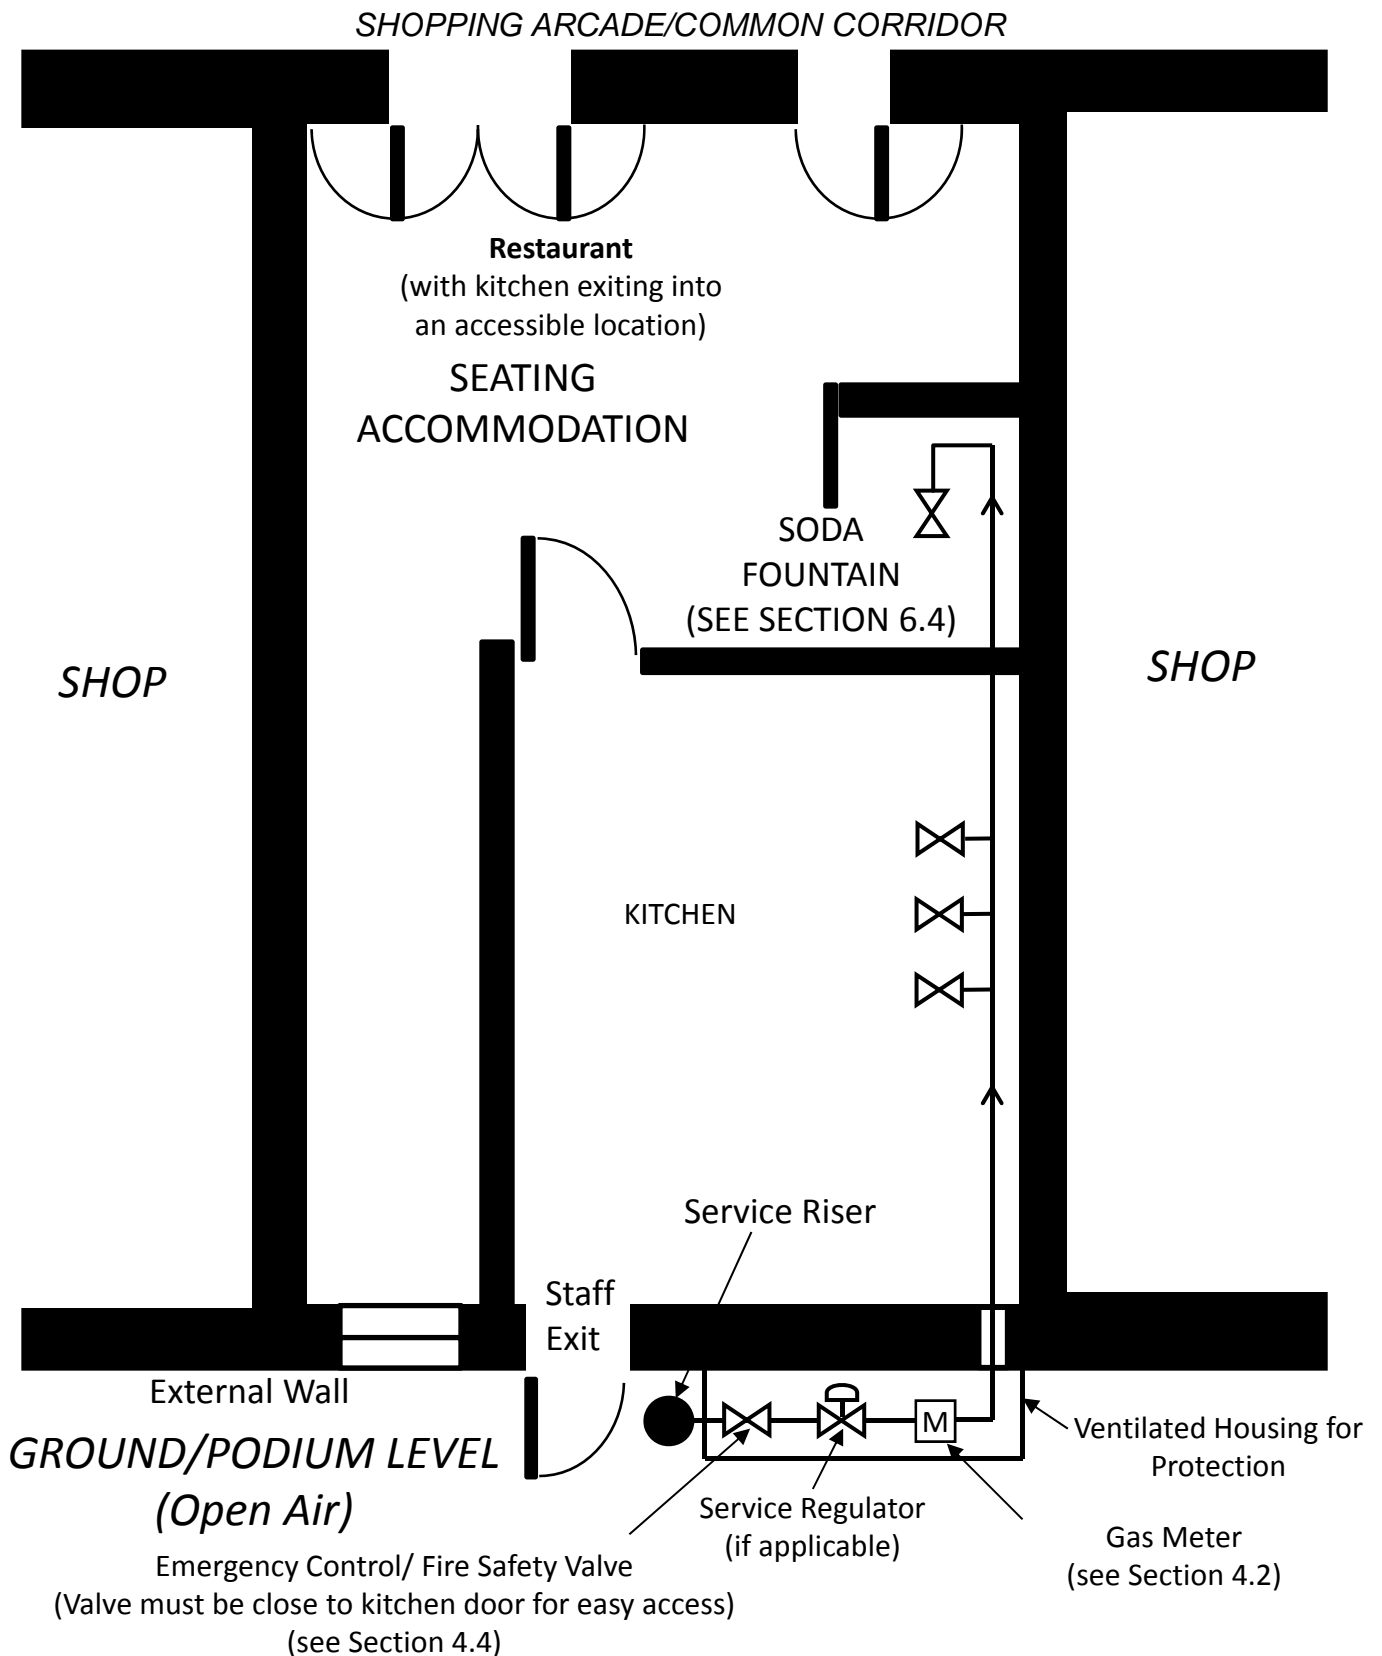 SHOPPING ARCADE/COMMON CORRIDOR
Restaurant
(with kitchen exiting into
an accessible location)
SEATING
ACCOMMODATION
SODA
FOUNTAIN
(SEE SECTION 6.4)
SHOP
SHOP
KITCHEN
Service Riser
Staff
Exit
External Wall
GROUND/PODIUM LEVEL
(Open Air)
M
Ventilated Housing for
Protection
Service Regulator
(if applicable)
Gas Meter
(see Section 4.2)
Emergency Control/ Fire Safety Valve
(Valve must be close to kitchen door for easy access)
(see Section 4.4)